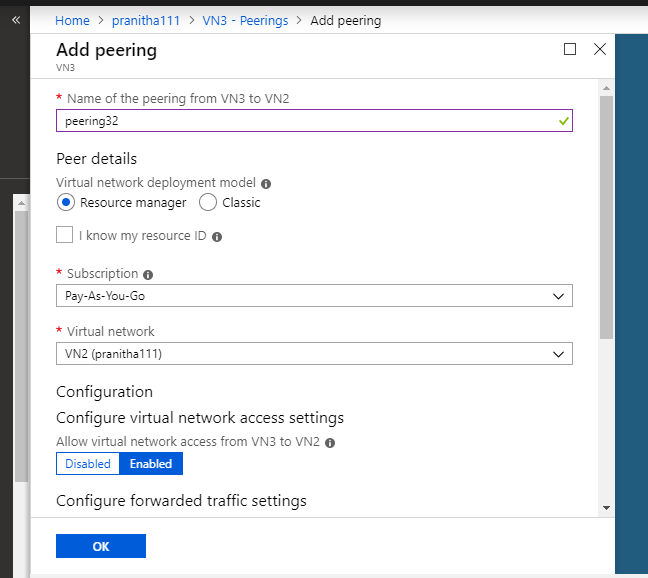 « Home > pranitha111 > VN3 - Peerings > Add peering
Add peering
VN3
* Name of the peering from VN3 to VN2
peering32
Peer details
Virtual network deployment model
Resource manager Classic
I know my resource ID
* Subscription
Pay-As-You-Go
* Virtual network
VN2 (pranitha111)
Configuration
Configure virtual network access settings
Allow virtual network access from VN3 to VN2
Disabled Enabled
Configure forwarded traffic settings
OK